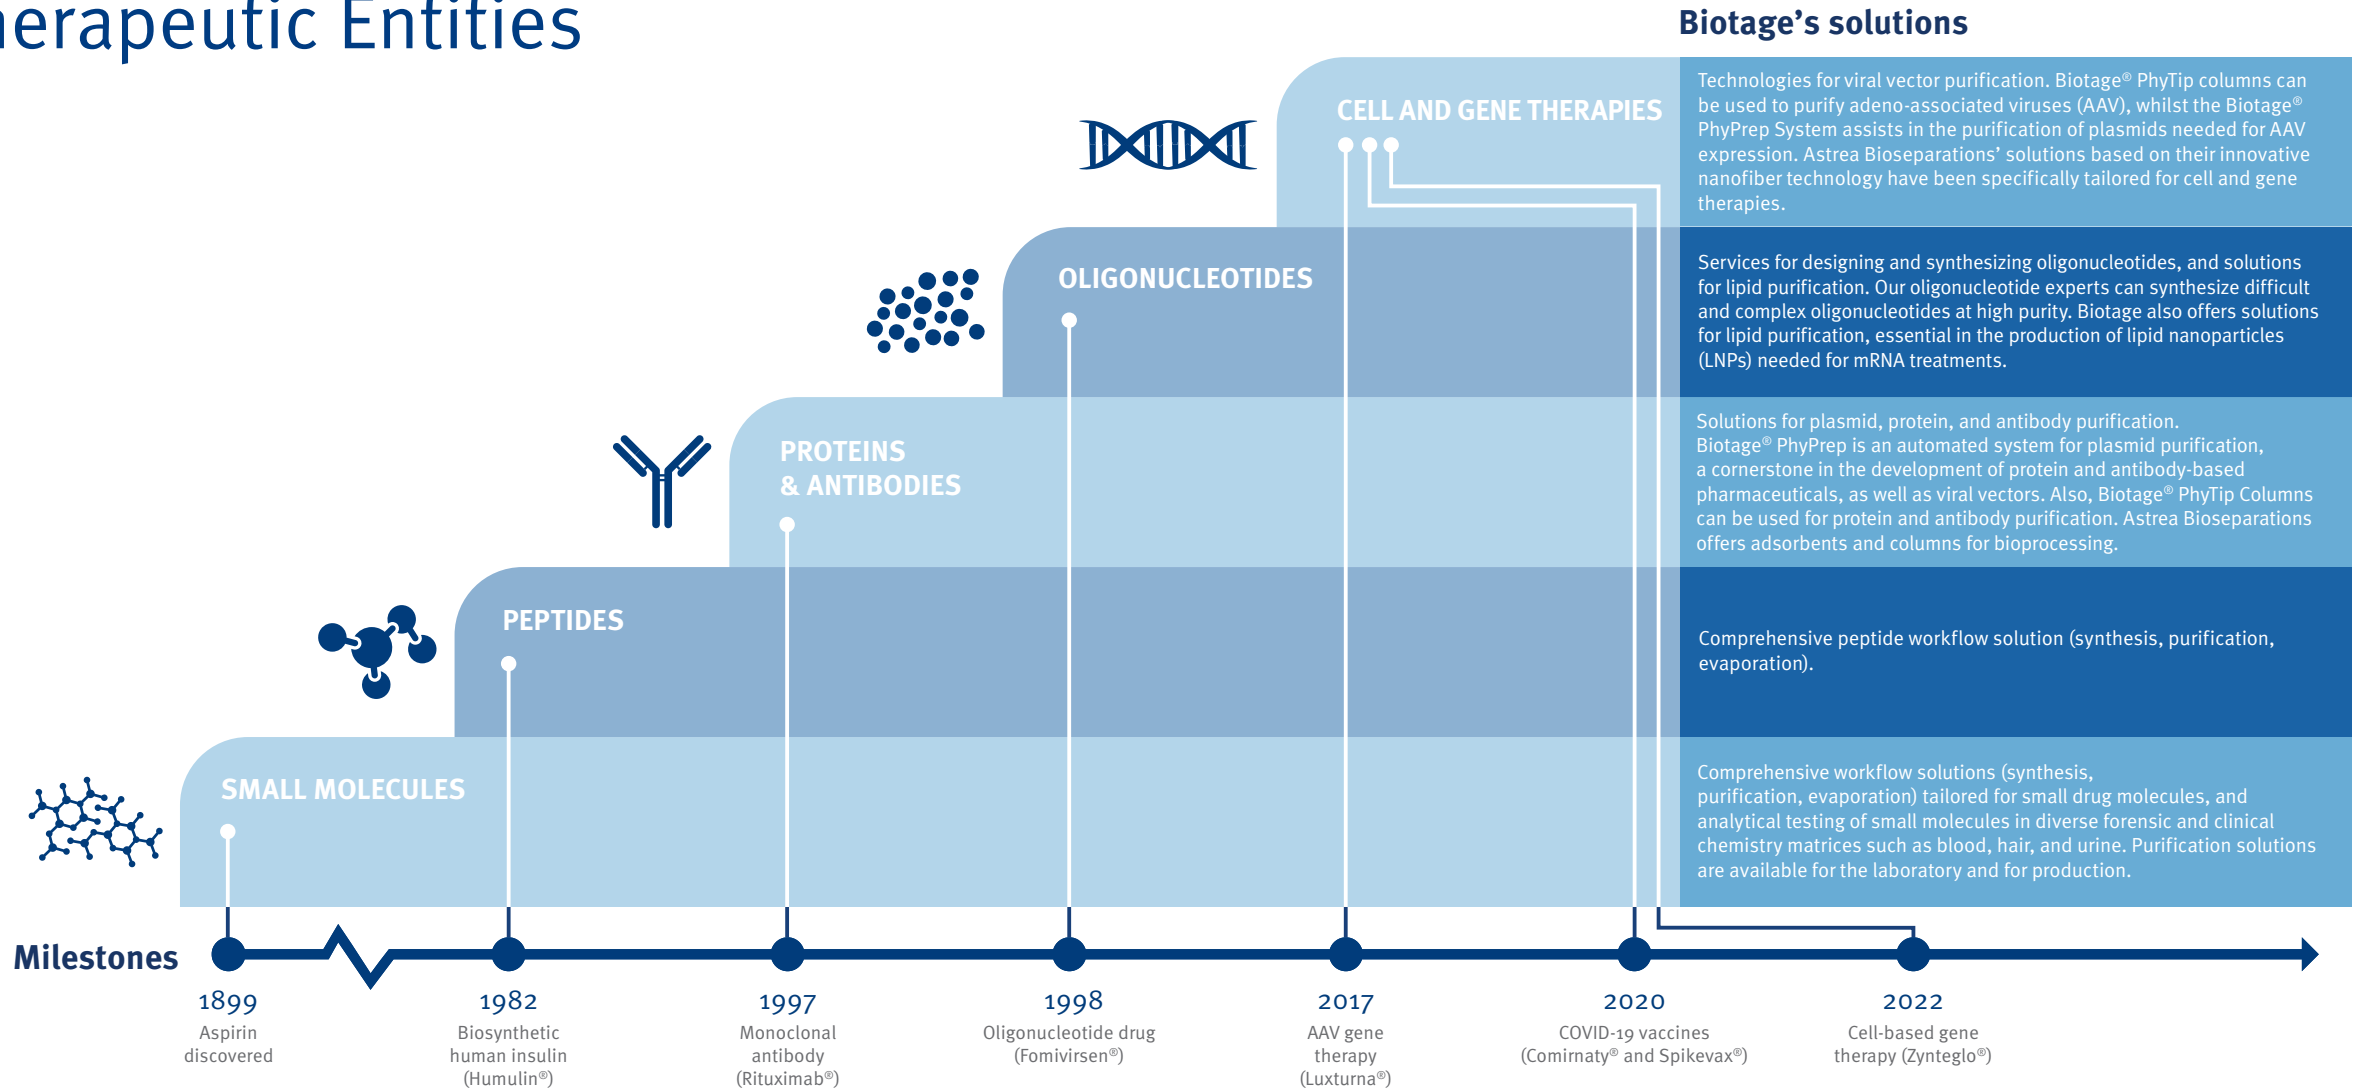 herapeutic Entities
Biotage’s solutions
CELL AND GENE THERAPIES
Technologies for viral vector purification. Biotage® PhyTip columns can
be used to purify adeno-associated viruses (AAV), whilst the Biotage®
PhyPrep System assists in the purification of plasmids needed for AAV
expression. Astrea Bioseparations’ solutions based on their innovative
nanofiber technology have been specifically tailored for cell and gene
therapies.
OLIGONUCLEOTIDES
Services for designing and synthesizing oligonucleotides, and solutions
for lipid purification. Our oligonucleotide experts can synthesize difficult
and complex oligonucleotides at high purity. Biotage also offers solutions
for lipid purification, essential in the production of lipid nanoparticles
(LNPs) needed for mRNA treatments.
PROTEINS
& ANTIBODIES
Solutions for plasmid, protein, and antibody purification.
Biotage® PhyPrep is an automated system for plasmid purification,
a cornerstone in the development of protein and antibody-based
pharmaceuticals, as well as viral vectors. Also, Biotage® PhyTip Columns
can be used for protein and antibody purification. Astrea Bioseparations
offers adsorbents and columns for bioprocessing.
PEPTIDES
Comprehensive peptide workflow solution (synthesis, purification,
evaporation).
SMALL MOLECULES
Comprehensive workflow solutions (synthesis,
purification, evaporation) tailored for small drug molecules, and
analytical testing of small molecules in diverse forensic and clinical
chemistry matrices such as blood, hair, and urine. Purification solutions
are available for the laboratory and for production.
Milestones
1899
Aspirin
discovered
1982
Biosynthetic
human insulin
(Humulin®)
1997
Monoclonal
antibody
(Rituximab®)
1998
Oligonucleotide drug
(Fomivirsen®)
2017
AAV gene
therapy
(Luxturna®)
2020
COVID-19 vaccines
(Comirnaty® and Spikevax®)
2022
Cell-based gene
therapy (Zynteglo®)